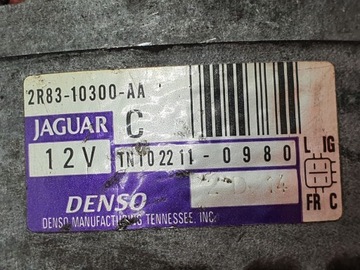 2R83-10300-AA
JAGUAR C
12V TN102211-0980
L IG
DENSO
FR C
DENSO MANUFACTURING TENNESSEE, INC.